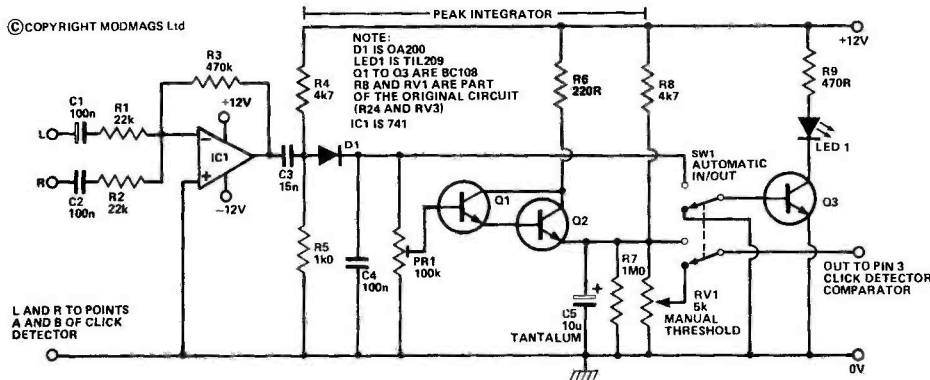 ©COPYRIGHT MODMAGS Ltd
PEAK INTEGRATOR
+12V
NOTE:
D1 IS OA200
LED1 IS TIL209
Q1 TO Q3 ARE BC108
R8 AND RV1 ARE PART
OF THE ORIGINAL CIRCUIT
(R24 AND RV3)
IC1 IS 741
R3
470k
R4
4k7
R6
220R
R8
4k7
R9
470R
LED 1
C1
100n
R1
22k
+12V
L
IC1
−
+
D1
SW1
AUTOMATIC
IN/OUT
R
C2
100n
R2
22k
−12V
C3
15n
Q1
Q2
Q3
R5
1k0
C4
100n
PR1
100k
R7
1M0
+
C5
10u
TANTALUM
RV1
5k
MANUAL
THRESHOLD
OUT TO PIN 3
CLICK DETECTOR
COMPARATOR
L AND R TO POINTS
A AND B OF CLICK
DETECTOR
0V